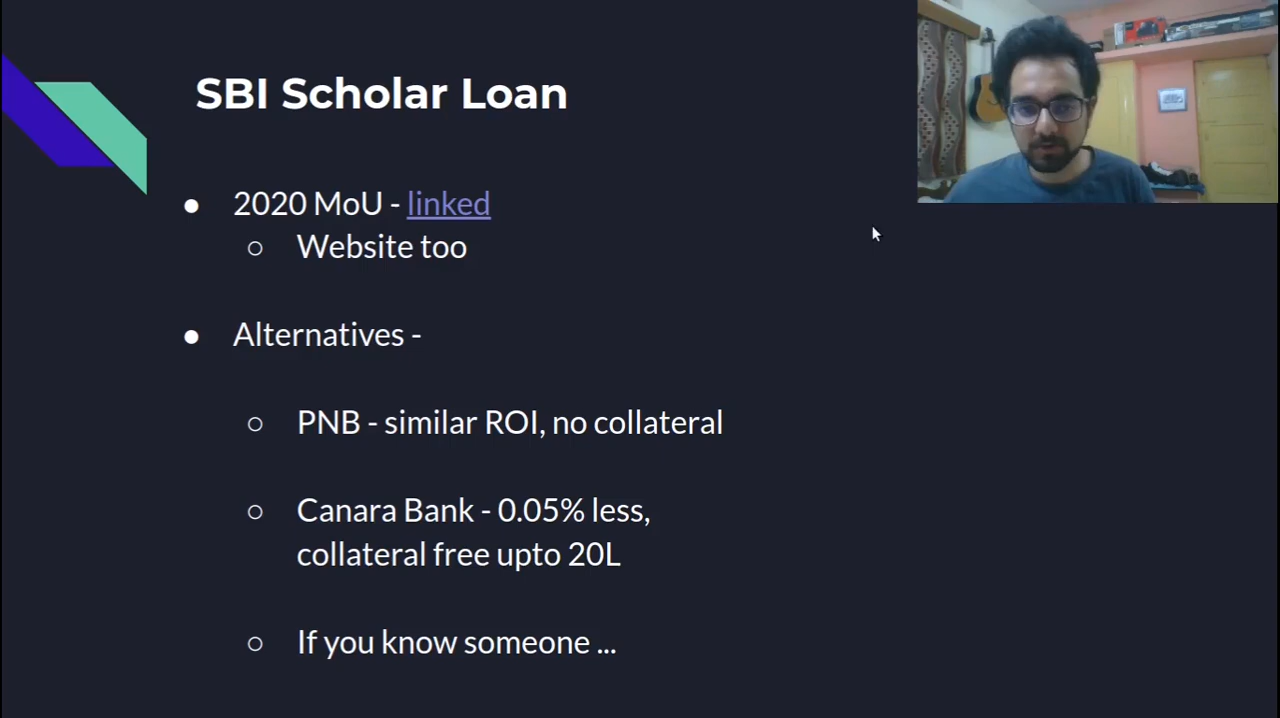 SBI Scholar Loan
● 2020 MoU - linked
○ Website too
● Alternatives -
○ PNB - similar ROI, no collateral
○ Canara Bank - 0.05% less,
collateral free upto 20L
○ If you know someone ...